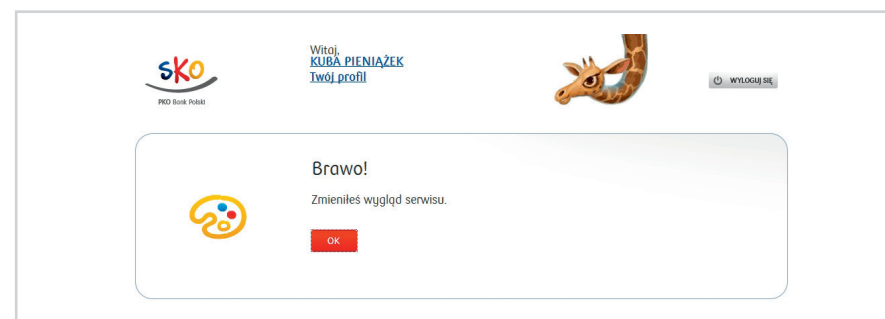 sko
PKO Bank Polski
Witaj,
KUBA PIENIĄŻEK
Twój profil
WYLOGUJ SIĘ
Brawo!
Zmieniłeś wygląd serwisu.
OK